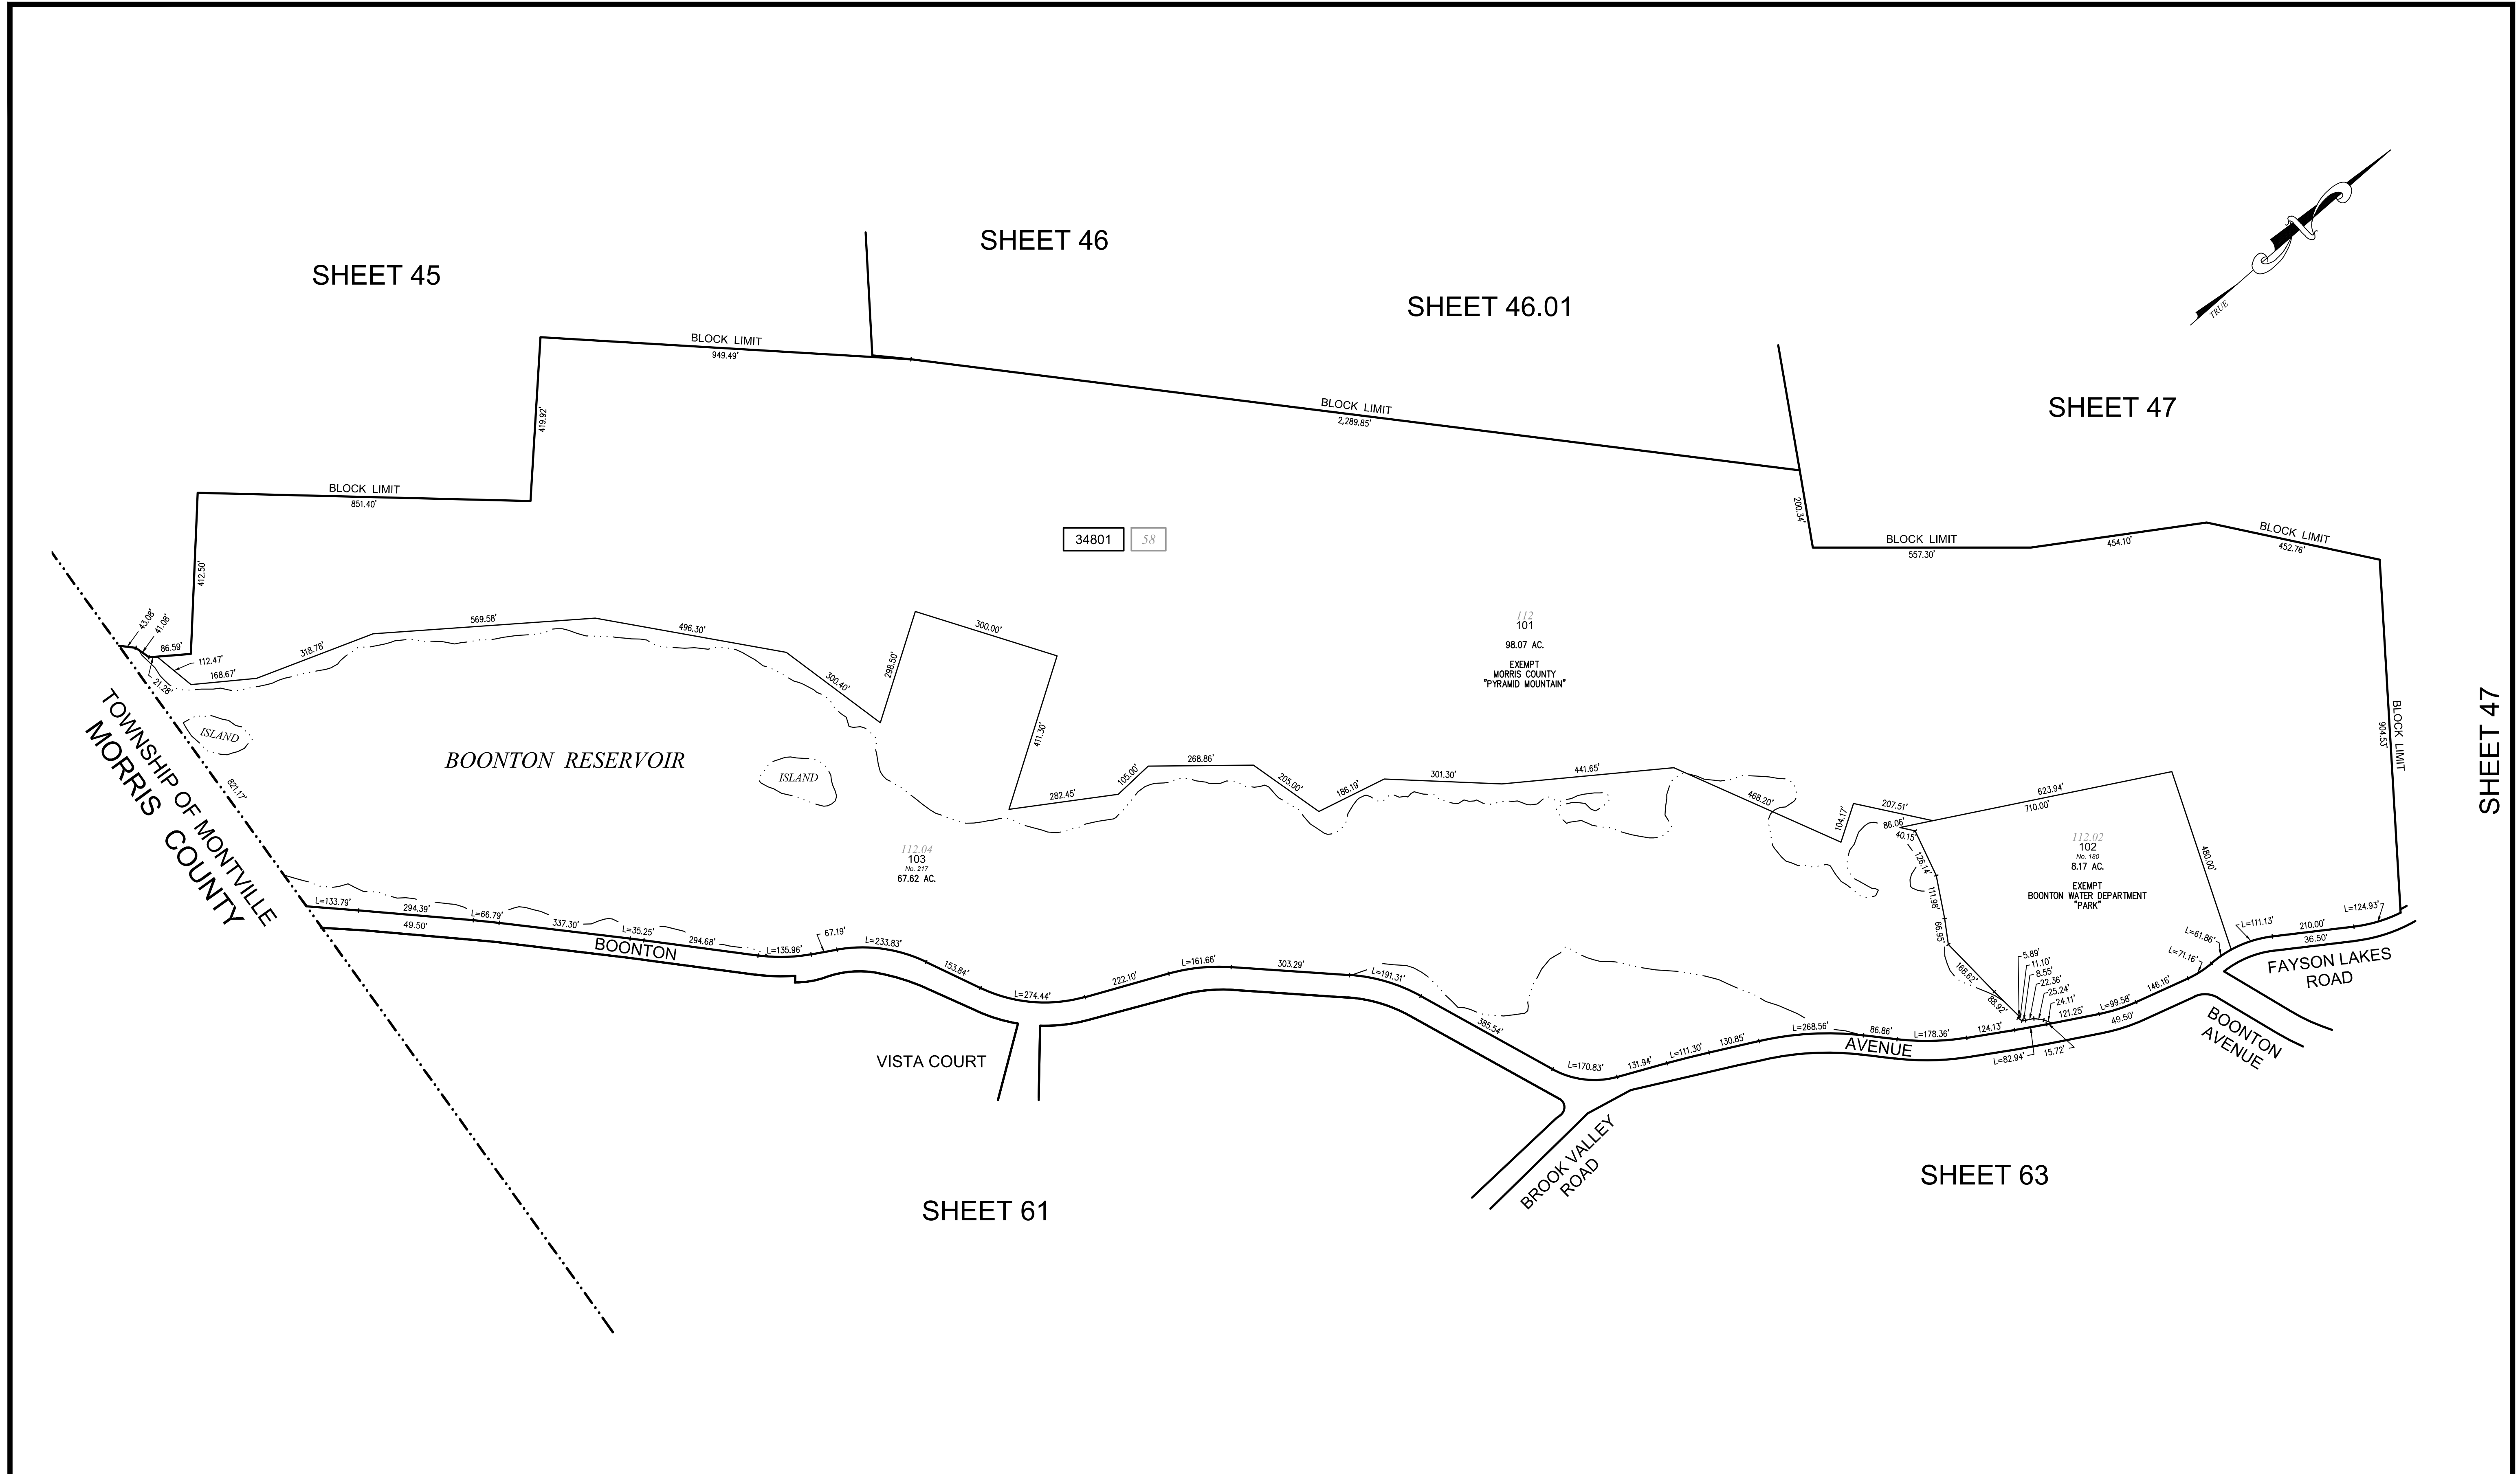 SHEET 46
SHEET 45
SHEET 46.01
TRUE
BLOCK LIMIT
949.49'
BLOCK LIMIT
2,289.85'
SHEET 47
419.92'
BLOCK LIMIT
851.40'
200.34'
BLOCK LIMIT
557.30'
454.10'
BLOCK LIMIT
452.76'
34801
58
412.50'
43.08'
41.08'
86.59'
112.47'
168.67'
21.28'
318.78'
569.58'
496.30'
300.40'
298.50'
300.00'
411.30'
112
101
98.07 AC.
EXEMPT
MORRIS COUNTY
"PYRAMID MOUNTAIN"
BLOCK LIMIT
904.53'
SHEET 47
TOWNSHIP OF MONTVILLE
MORRIS COUNTY
821.17'
ISLAND
BOONTON RESERVOIR
ISLAND
282.45'
105.00'
268.86'
205.00'
186.19'
301.30'
441.65'
468.20'
104.17'
207.51'
86.06'
40.15'
623.94'
710.00'
126.14'
111.98'
66.95'
168.62'
88.92'
480.00'
112.02
102
No. 180
8.17 AC.
EXEMPT
BOONTON WATER DEPARTMENT
"PARK"
112.04
103
No. 217
67.62 AC.
L=133.79'
294.39'
L=66.79'
337.30'
L=35.25'
294.68'
L=135.96'
67.19'
L=233.83'
153.84'
L=274.44'
222.10'
L=161.66'
303.29'
L=191.31'
385.54'
L=170.83'
131.94'
L=111.30'
130.85'
L=268.56'
86.86'
L=178.36'
124.13'
L=82.94'
15.72'
5.89'
11.10'
8.55'
22.36'
25.24'
24.11'
121.25'
L=99.58'
146.16'
L=71.16'
L=61.86'
L=111.13'
210.00'
L=124.93'
36.50'
49.50'
49.50'
BOONTON
AVENUE
FAYSON LAKES
ROAD
BOONTON
AVENUE
VISTA COURT
BROOK VALLEY
ROAD
SHEET 63
SHEET 61